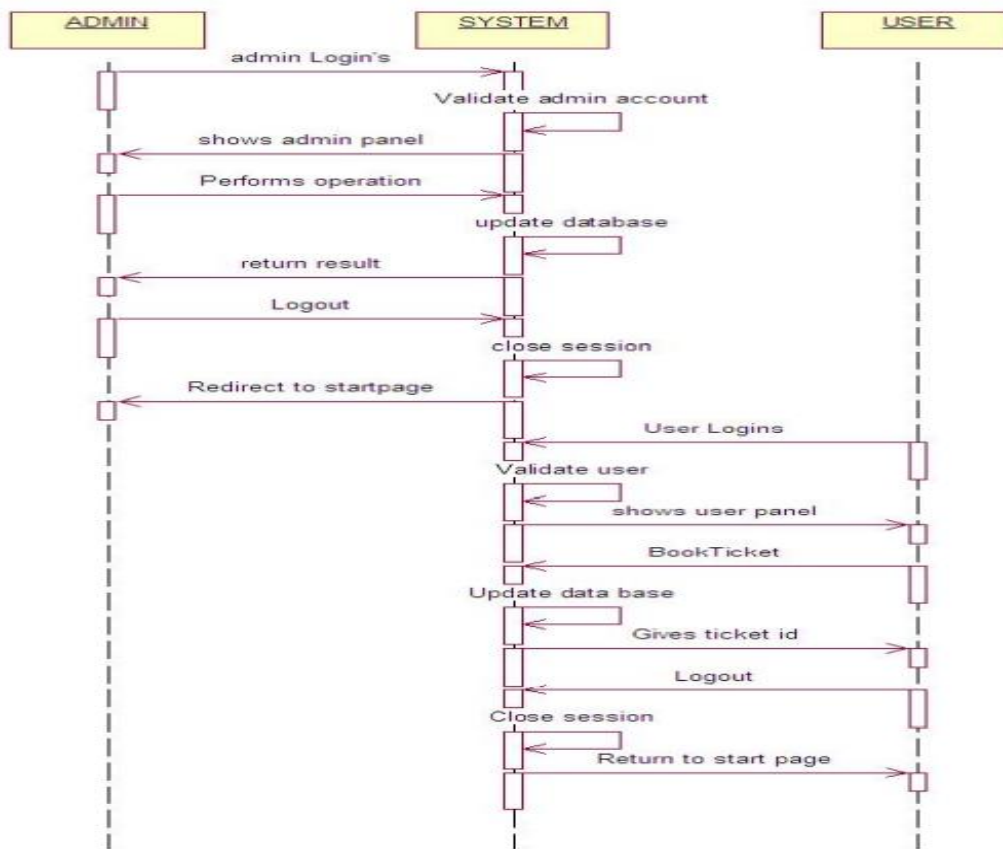 ADMIN
SYSTEM
USER
admin Login's
Validate admin account
shows admin panel
Performs operation
update database
return result
Logout
close session
Redirect to startpage
User Logins
Validate user
shows user panel
BookTicket
Update data base
Gives ticket id
Logout
Close session
Return to start page